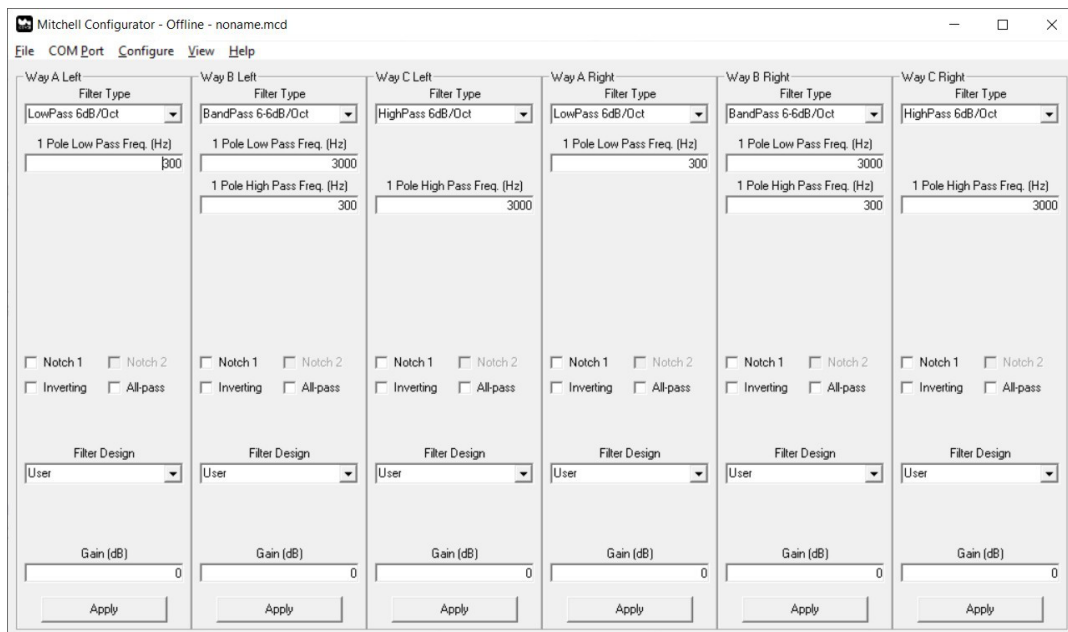 Mitchell Configurator - Offline - noname.mcd
File COM Port Configure View Help
Way A Left Way B Left Way C Left Way A Right Way B Right Way C Right
Filter Type Filter Type Filter Type Filter Type Filter Type Filter Type
LowPass 6dB/Oct BandPass 6-6dB/Oct HighPass 6dB/Oct LowPass 6dB/Oct BandPass 6-6dB/Oct HighPass 6dB/Oct
1 Pole Low Pass Freq. (Hz) 1 Pole Low Pass Freq. (Hz) 1 Pole Low Pass Freq. (Hz) 1 Pole Low Pass Freq. (Hz)
300 3000 300 3000
1 Pole High Pass Freq. (Hz) 1 Pole High Pass Freq. (Hz) 1 Pole High Pass Freq. (Hz) 1 Pole High Pass Freq. (Hz)
300 3000 300 3000
Notch 1 Notch 2 Notch 1 Notch 2 Notch 1 Notch 2 Notch 1 Notch 2 Notch 1 Notch 2 Notch 1 Notch 2
Inverting All-pass Inverting All-pass Inverting All-pass Inverting All-pass Inverting All-pass Inverting All-pass
Filter Design Filter Design Filter Design Filter Design Filter Design Filter Design
User User User User User User
Gain (dB) Gain (dB) Gain (dB) Gain (dB) Gain (dB) Gain (dB)
0 0 0 0 0 0
Apply Apply Apply Apply Apply Apply